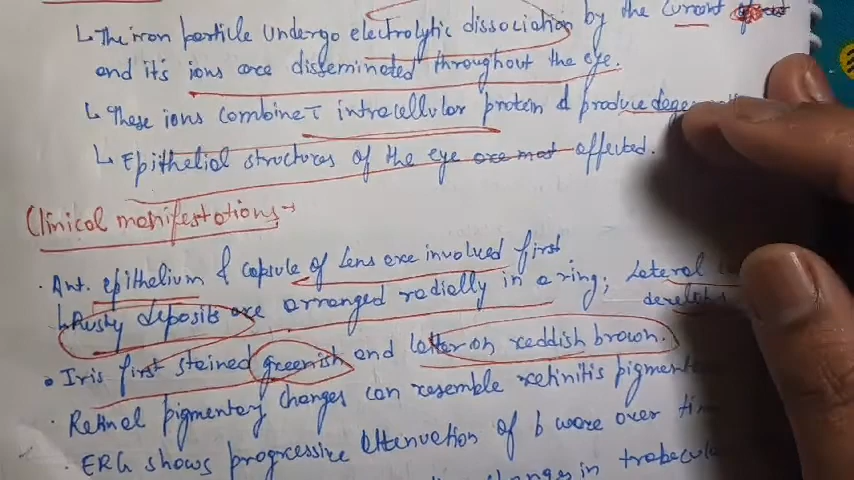 ↳ The iron particle undergo electrolytic dissociation by the current
and it's ions are disseminated throughout the eye.
↳ These ions combine c̄ intracellular protein & produce
↳ Epithelial structures of the eye are most affected.
Clinical manifestations →
· Ant. epithelium & capsule of lens are involved first
↳ Rusty deposits are arranged radially in a ring; Lateral
• Iris first stained greenish and latter on reddish brown.
· Retinal pigmentary changes can resemble retinitis
· ERG shows progressive attenuation of b wave over
changes in